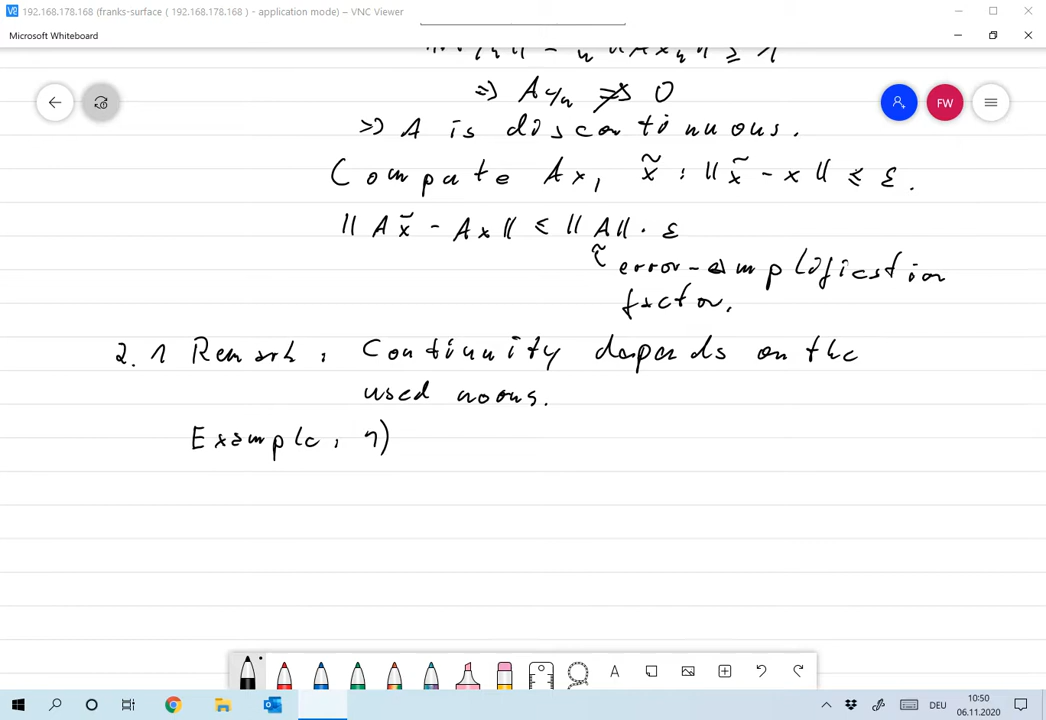 192.168.178.168 (franks-surface ( 192.168.178.168 ) - application mode) – VNC Viewer
Microsoft Whiteboard
⇒ A yₙ ↛ 0
⇒ A is discontinuous.
Compute Ax, x̃ : ‖x̃ - x‖ ≤ ε.
‖Ax̃ - Ax‖ ≤ ‖A‖ · ε
error-amplification
factor.
2.1 Remark: Continuity depends on the
used norms.
Example: 1)
FW
A
DEU
10:50
06.11.2020